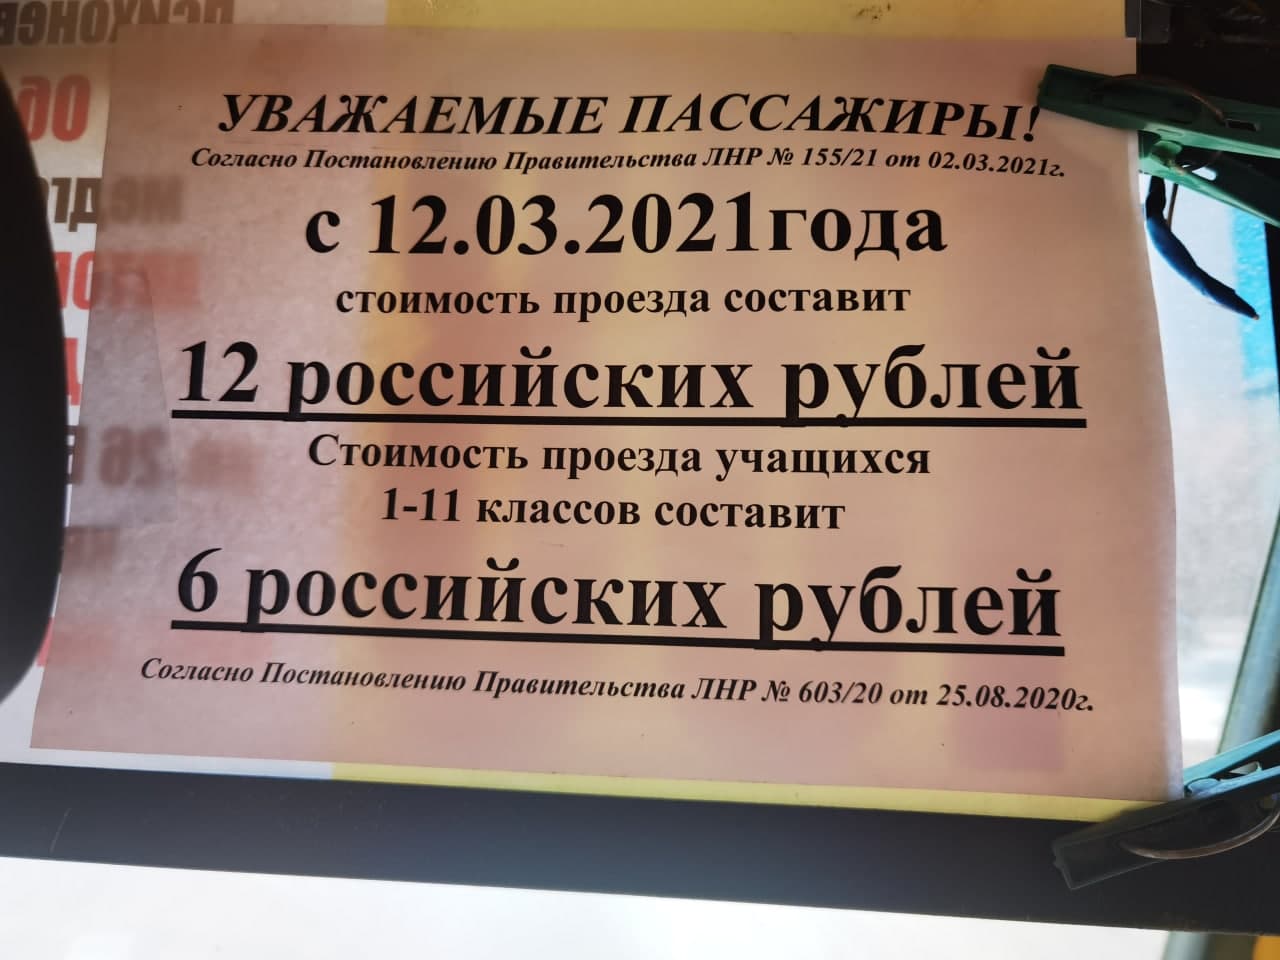 УВАЖАЕМЫЕ ПАССАЖИРЫ!
Согласно Постановлению Правительства ЛНР № 155/21 от 02.03.2021г.
с 12.03.2021года
стоимость проезда составит
12 российских рублей
Стоимость проезда учащихся
1-11 классов составит
6 российских рублей
Согласно Постановлению Правительства ЛНР № 603/20 от 25.08.2020г.